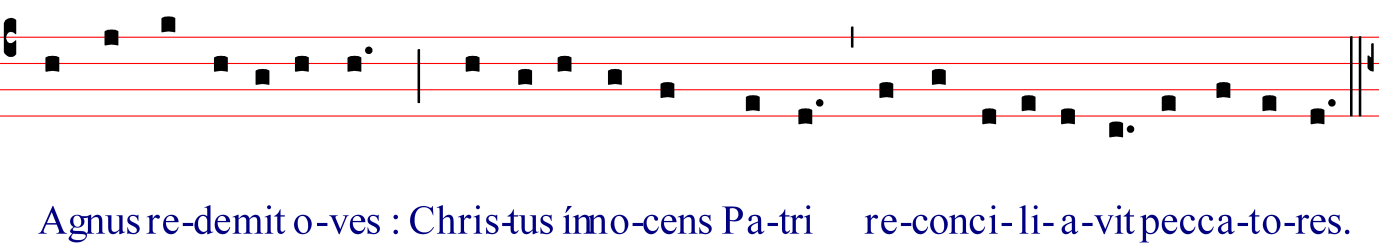 Agnus re-demit o-ves : Chris-tus ínno-cens Pa-tri re-conci-li-a-vit pecca-to-res.